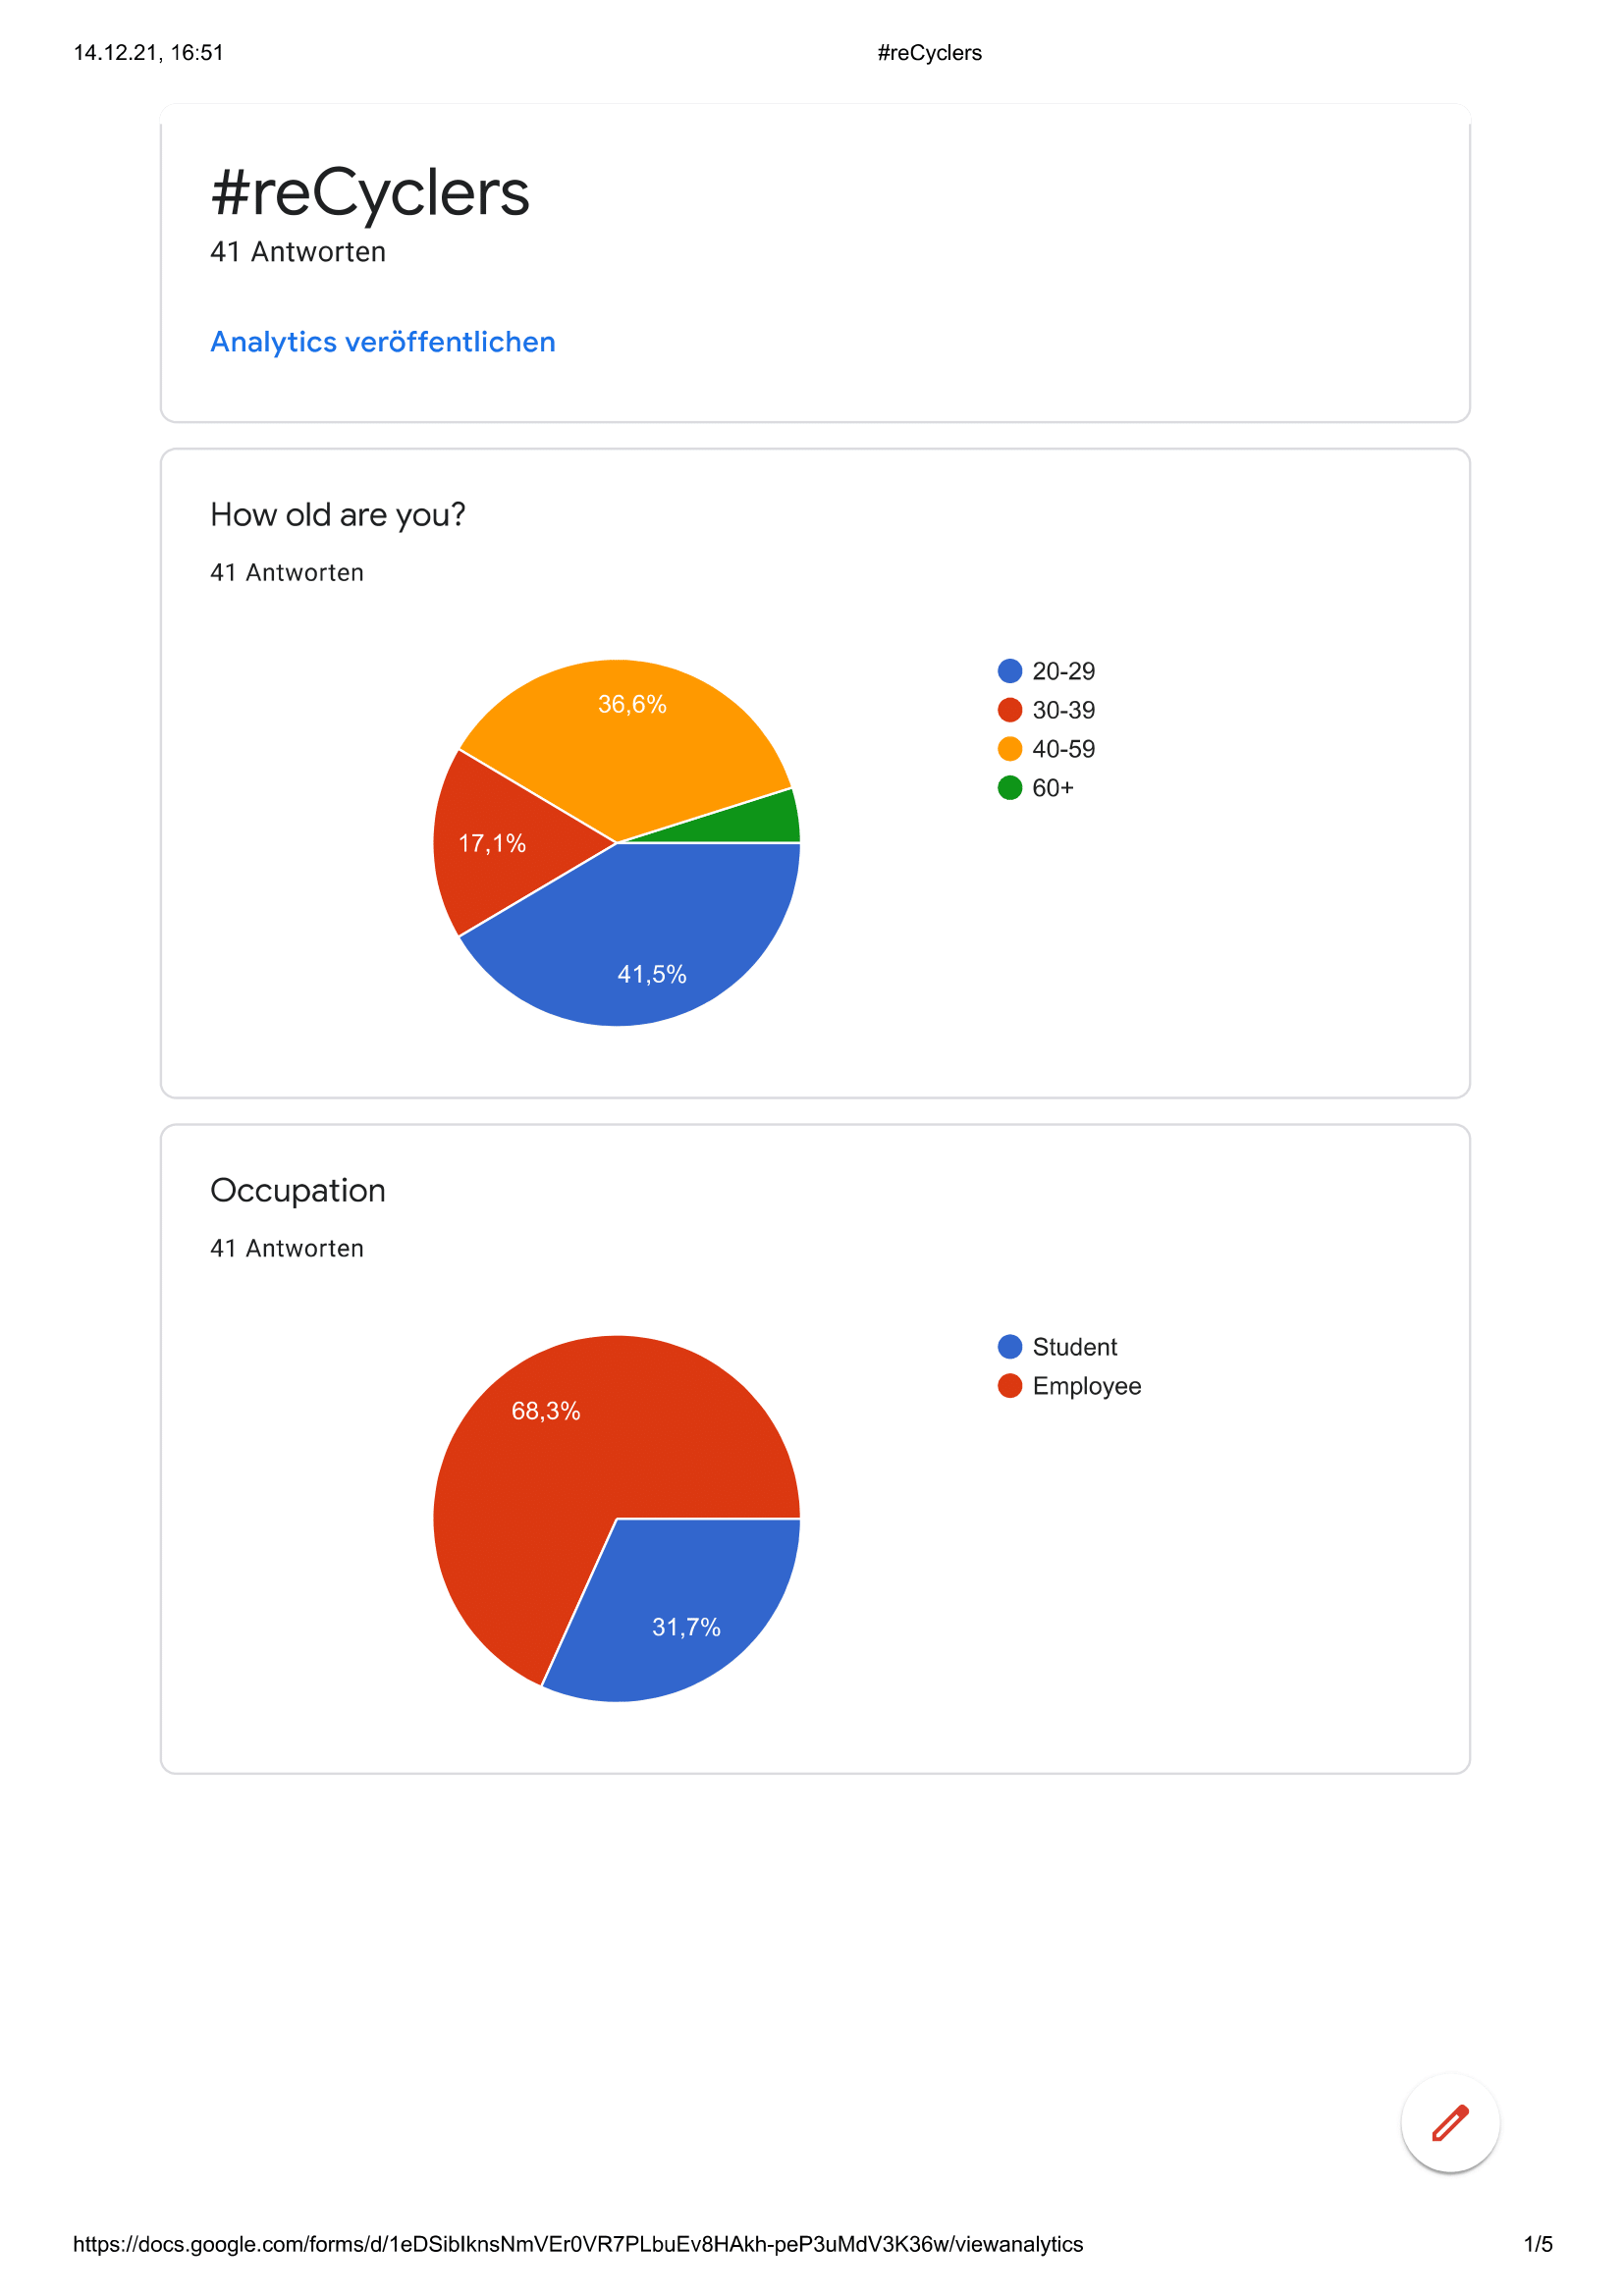 14.12.21, 16:51 #reCyclers
#reCyclers
41 Antworten
Analytics veröffentlichen
How old are you?
41 Antworten
36,6%
17,1%
41,5%
20-29
30-39
40-59
60+
Occupation
41 Antworten
68,3%
31,7%
Student
Employee
https://docs.google.com/forms/d/1eDSibIknsNmVEr0VR7PLbuEv8HAkh-peP3uMdV3K36w/viewanalytics 1/5